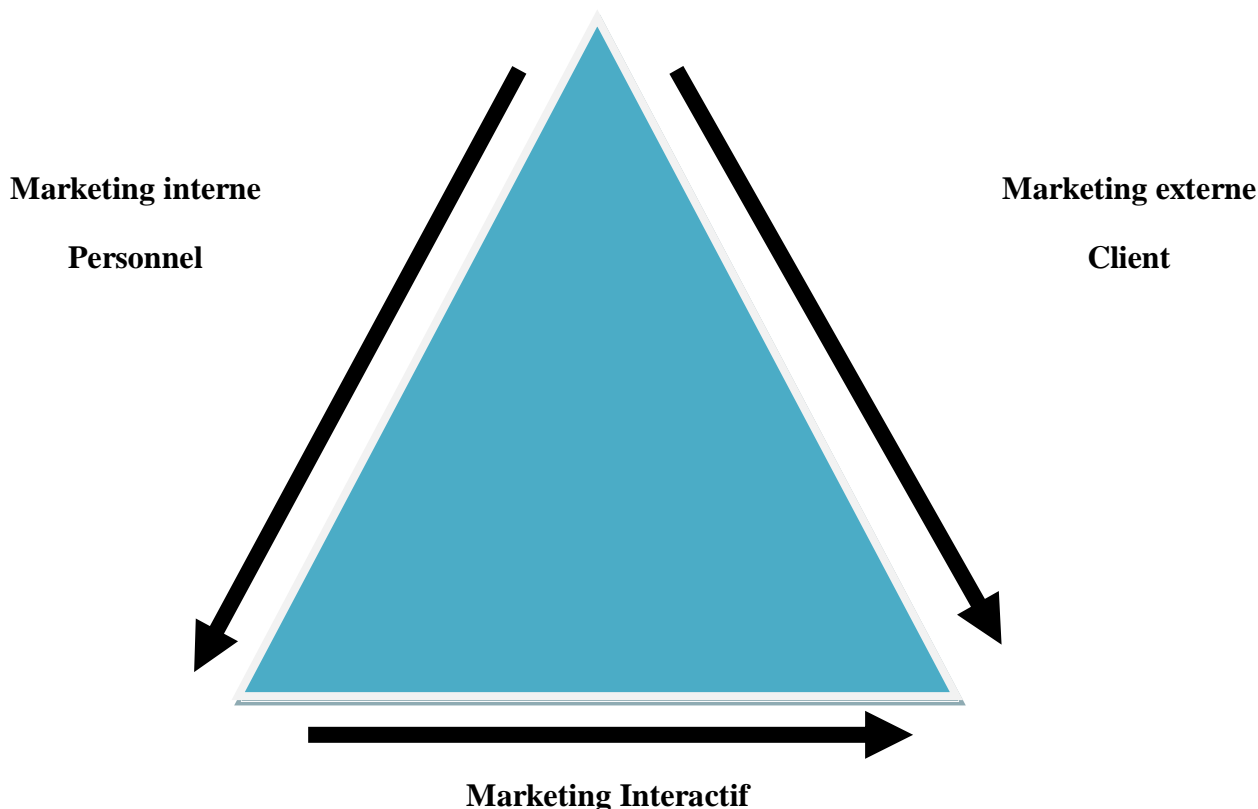 Marketing interne
Personnel
Marketing externe
Client
Marketing Interactif